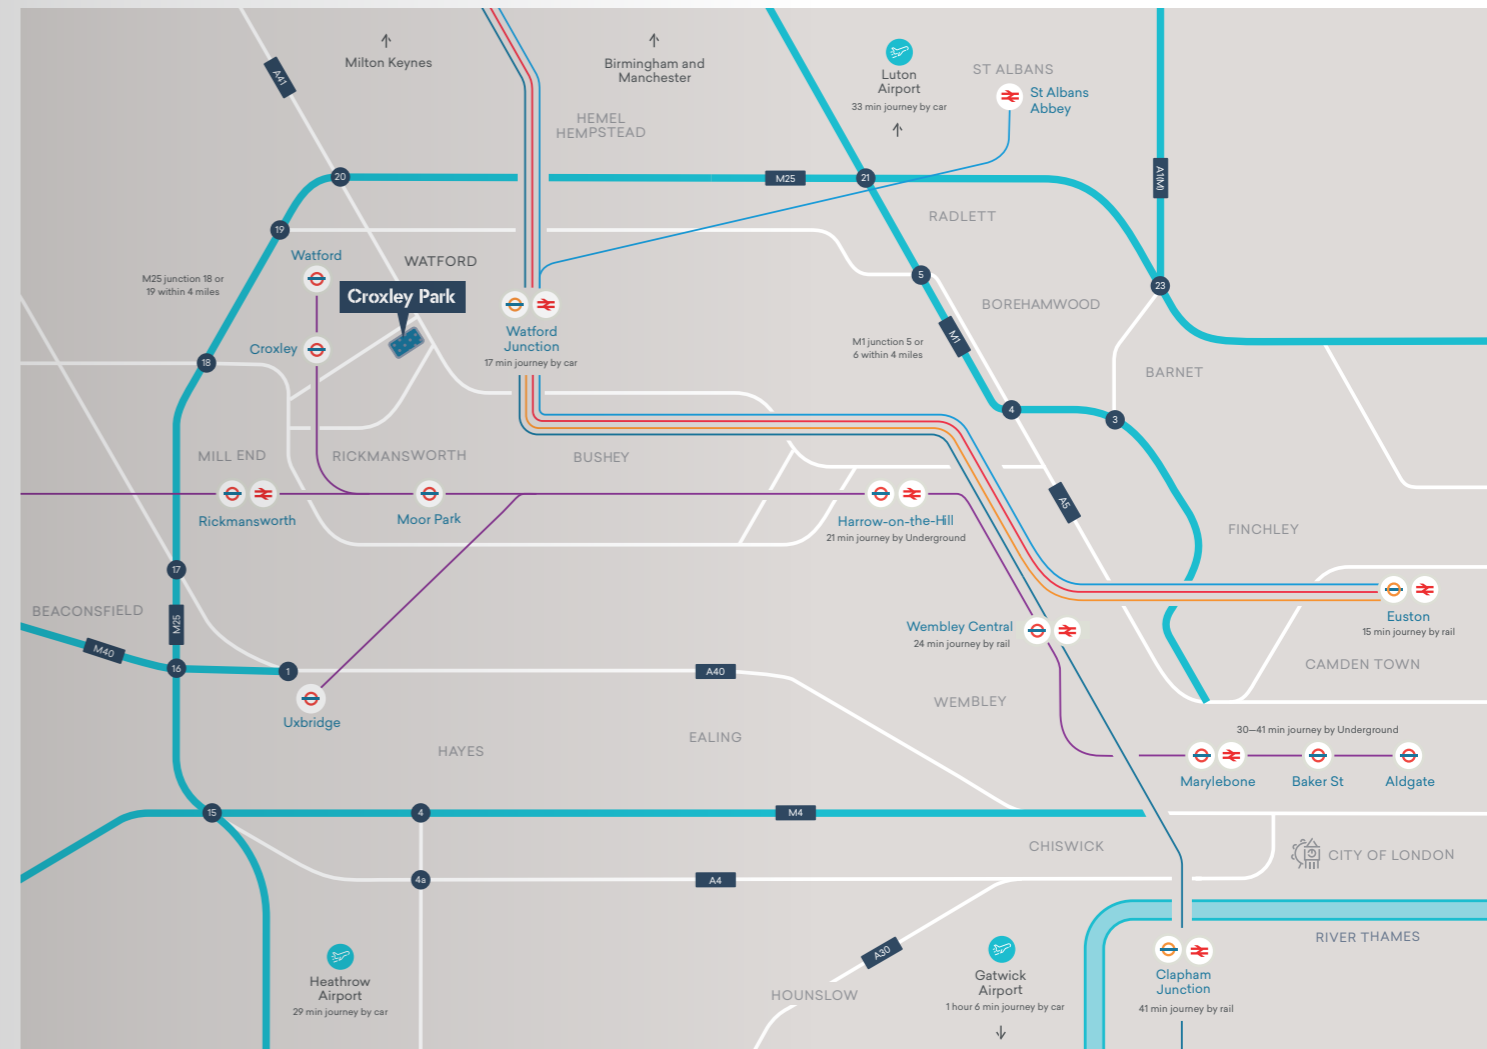 A41
Milton Keynes
Birmingham and
Manchester
Luton
Airport
33 min journey by car
ST ALBANS
St Albans
Abbey
HEMEL
HEMPSTEAD
20
M25
21
A1(M)
19
RADLETT
Watford
WATFORD
M25 junction 18 or
19 within 4 miles
Croxley Park
5
23
BOREHAMWOOD
Watford
Junction
17 min journey by car
M1
M1 junction 5 or
6 within 4 miles
Croxley
18
BARNET
4
3
MILL END
RICKMANSWORTH
BUSHEY
Rickmansworth
Moor Park
Harrow-on-the-Hill
21 min journey by Underground
A5
FINCHLEY
17
BEACONSFIELD
M25
Euston
15 min journey by rail
Wembley Central
24 min journey by rail
M40
16
1
A40
CAMDEN TOWN
Uxbridge
WEMBLEY
HAYES
EALING
30–41 min journey by Underground
Marylebone
Baker St
Aldgate
15
4
M4
CHISWICK
CITY OF LONDON
4a
A4
RIVER THAMES
A30
Heathrow
Airport
29 min journey by car
HOUNSLOW
Gatwick
Airport
1 hour 6 min journey by car
Clapham
Junction
41 min journey by rail